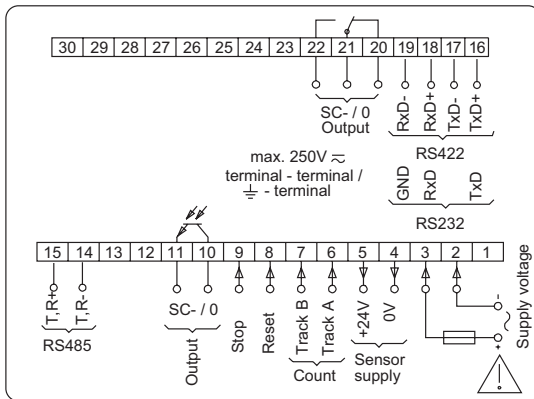 30 29 28 27 26 25 24 23 22 21 20 19 18 17 16
SC- / 0
Output
RxD-
RxD+
TxD-
TxD+
RS422
max. 250V ⎓
terminal - terminal /
⏚ - terminal
GND
RxD
TxD
RS232
15 14 13 12 11 10 9 8 7 6 5 4 3 2 1
T,R+
T,R-
RS485
SC- / 0
Output
Stop
Reset
Track B
Track A
Count
+24V
0V
Sensor
supply
-
+
Supply voltage
!